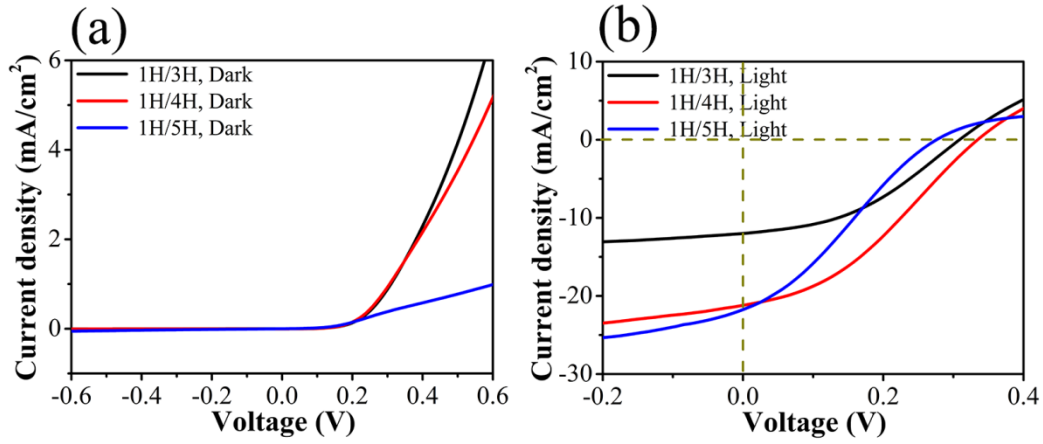 (a)
6
4
2
0
1H/3H, Dark
1H/4H, Dark
1H/5H, Dark
Current density (mA/cm²)
-0.6 -0.4 -0.2 0.0 0.2 0.4 0.6
Voltage (V)
(b)
10
0
-10
-20
-30
1H/3H, Light
1H/4H, Light
1H/5H, Light
Current density (mA/cm²)
-0.2 0.0 0.2 0.4
Voltage (V)